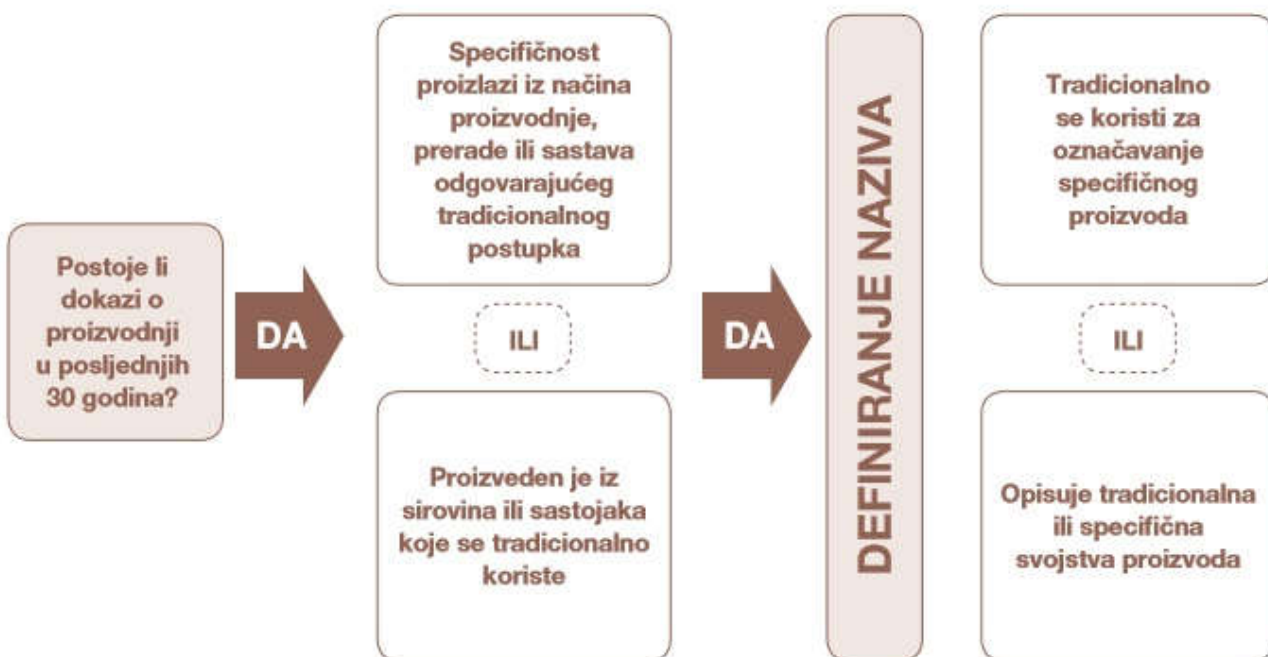 Postoje li
dokazi o
proizvodnji
u posljednjih
30 godina?
DA
Specifičnost
proizlazi iz načina
proizvodnje,
prerade ili sastava
odgovarajućeg
tradicionalnog
postupka
ILI
Proizveden je iz
sirovina ili sastojaka
koje se tradicionalno
koriste
DA
DEFINIRANJE NAZIVA
Tradicionalno
se koristi za
označavanje
specifičnog
proizvoda
ILI
Opisuje tradicionalna
ili specifična
svojstva proizvoda